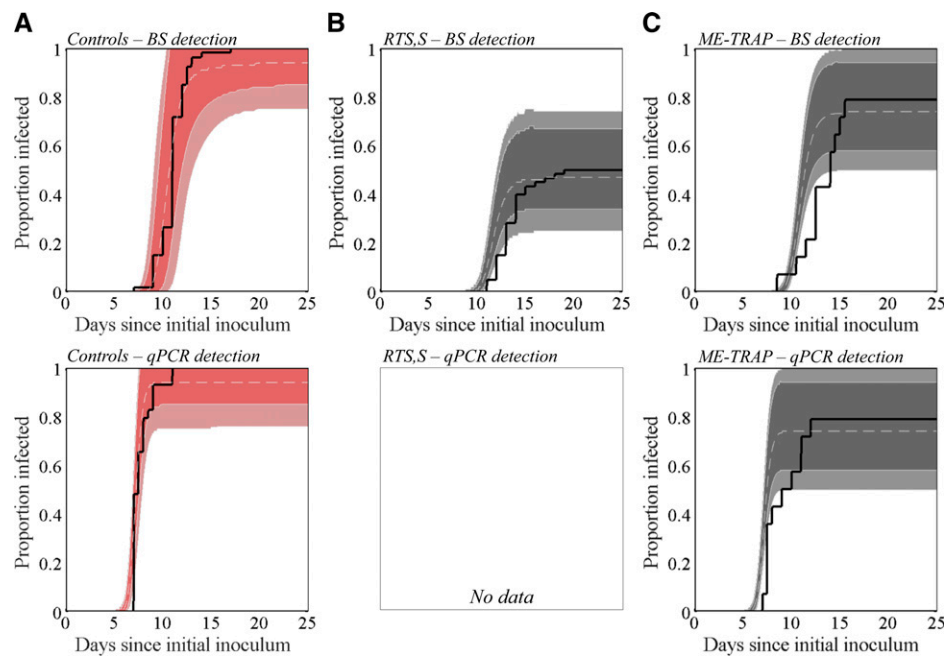 A
B
C
Controls – BS detection
RTS,S – BS detection
ME-TRAP – BS detection
Proportion infected
1
0.8
0.6
0.4
0.2
0
0 5 10 15 20 25
Days since initial inoculum
Proportion infected
1
0.8
0.6
0.4
0.2
0
0 5 10 15 20 25
Days since initial inoculum
Proportion infected
1
0.8
0.6
0.4
0.2
0
0 5 10 15 20 25
Days since initial inoculum
Controls – qPCR detection
RTS,S – qPCR detection
ME-TRAP – qPCR detection
Proportion infected
1
0.8
0.6
0.4
0.2
0
0 5 10 15 20 25
Days since initial inoculum
No data
Proportion infected
1
0.8
0.6
0.4
0.2
0
0 5 10 15 20 25
Days since initial inoculum